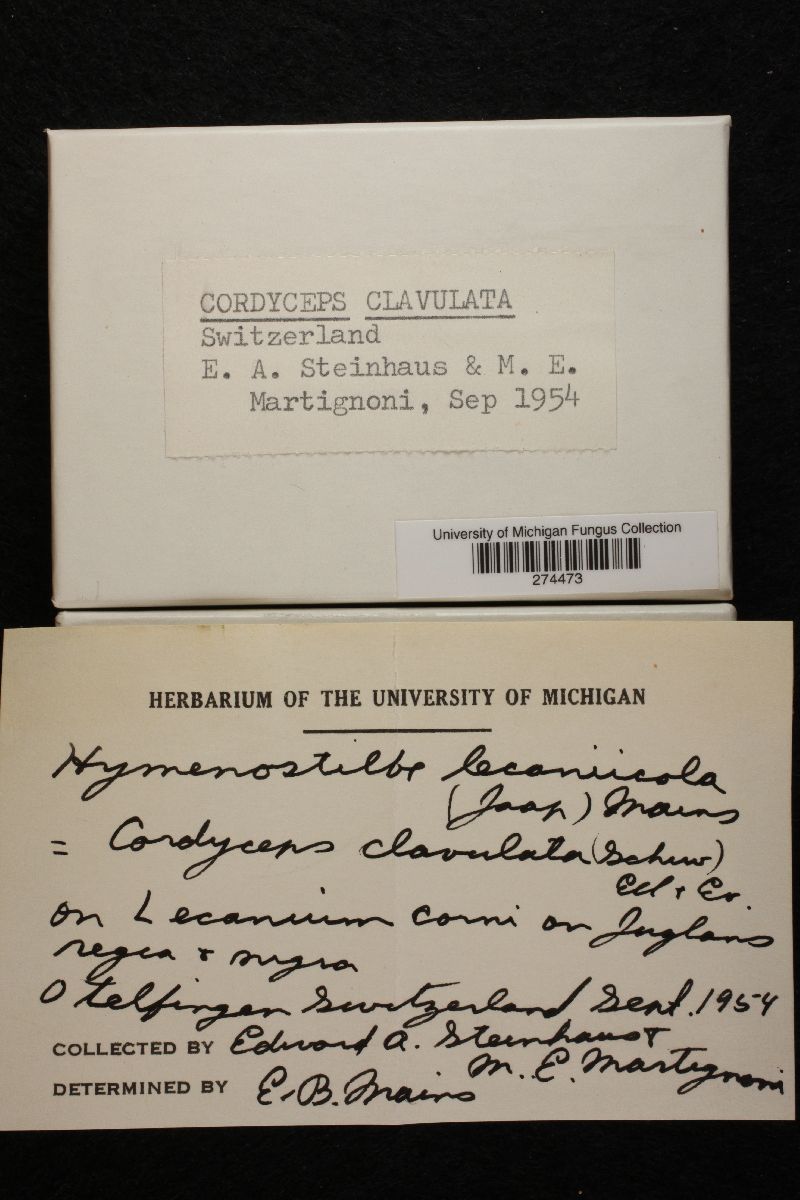 CORDYCEPS CLAVULATA
Switzerland
E. A. Steinhaus & M. E.
Martignoni, Sep 1954
University of Michigan Fungus Collection
274473
HERBARIUM OF THE UNIVERSITY OF MICHIGAN
Hymenostilbe lecaniicola
(Jaap) Mains
= Cordyceps clavulata (Schw)
Ell & Ev.
on Lecanium corni on Juglans
regia & nigra
Otelfingen Switzerland Sept. 1954
COLLECTED BY Edward A. Steinhaus &
M. E. Martignoni
DETERMINED BY E. B. Mains